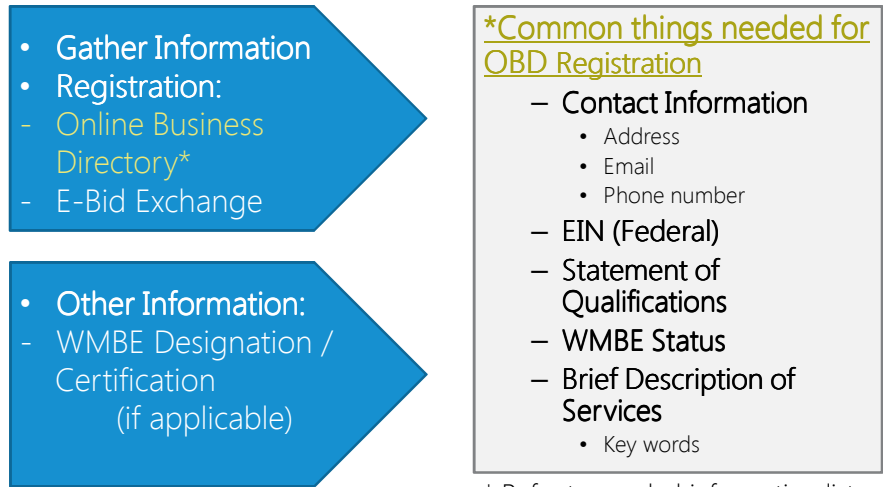 • Gather Information
• Registration:
- Online Business
Directory*
- E-Bid Exchange
• Other Information:
- WMBE Designation /
Certification
(if applicable)
*Common things needed for
OBD Registration
– Contact Information
• Address
• Email
• Phone number
– EIN (Federal)
– Statement of
Qualifications
– WMBE Status
– Brief Description of
Services
• Key words